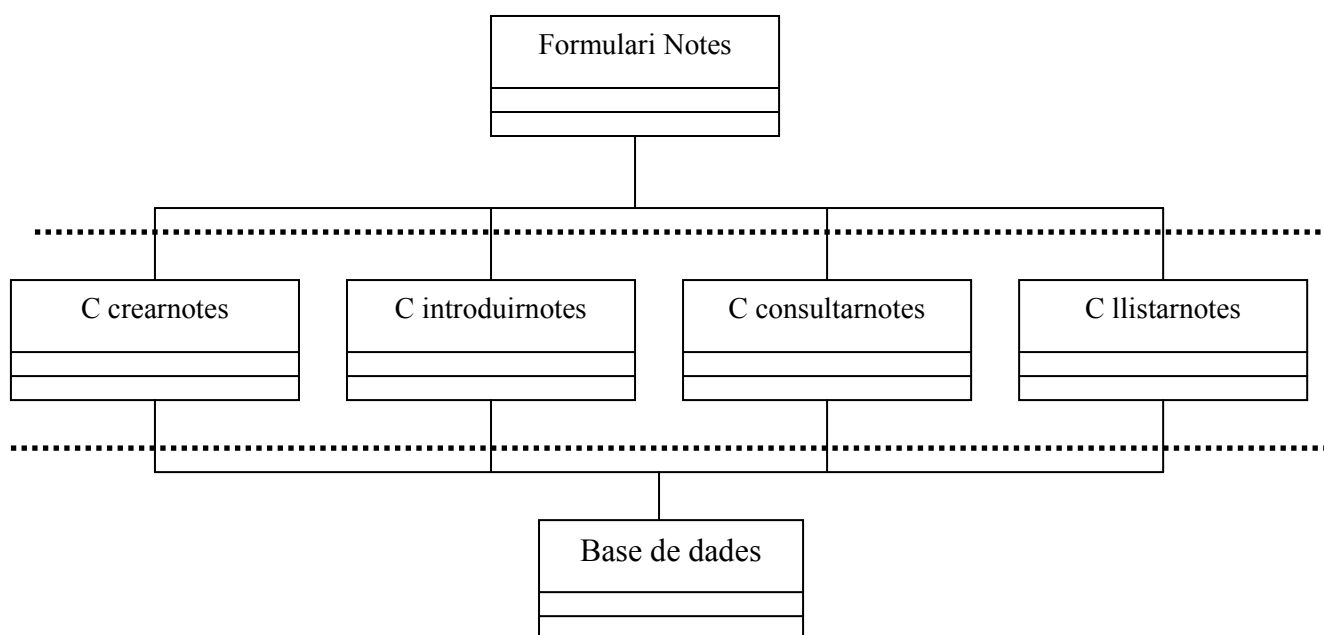 Formulari Notes
C crearnotes
C introduirnotes
C consultarnotes
C llistarnotes
Base de dades